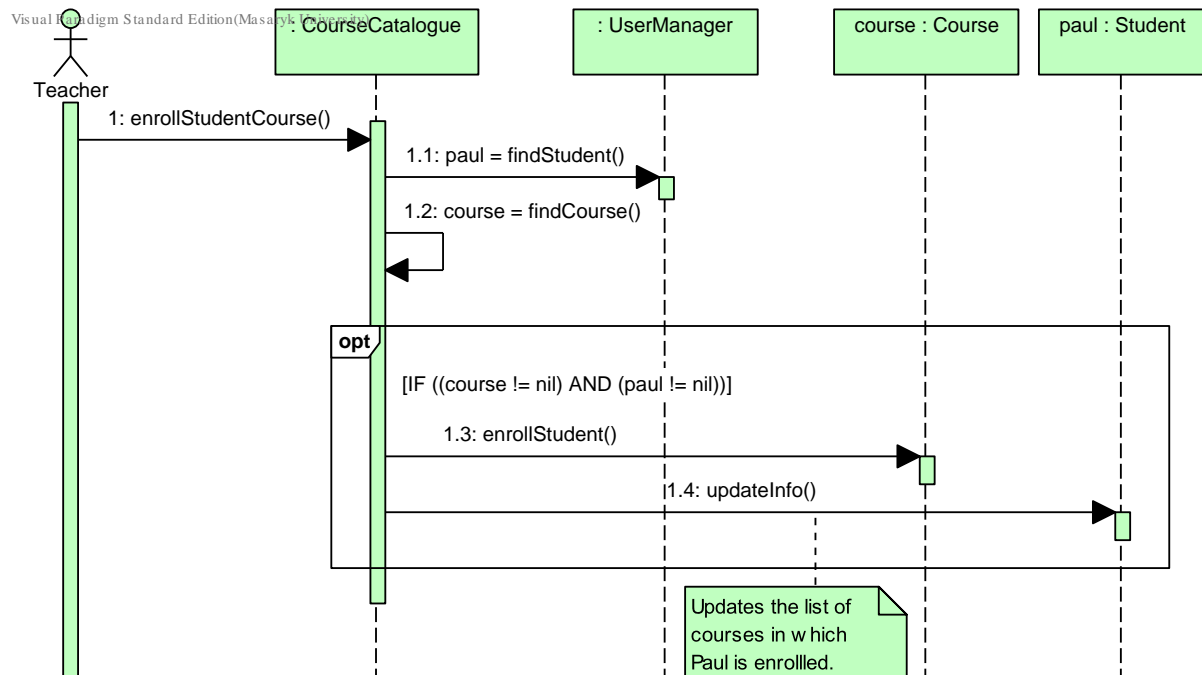 Visual Paradigm Standard Edition(Masaryk University)
: CourseCatalogue
: UserManager
course : Course
paul : Student
Teacher
1: enrollStudentCourse()
1.1: paul = findStudent()
1.2: course = findCourse()
opt
[IF ((course != nil) AND (paul != nil))]
1.3: enrollStudent()
1.4: updateInfo()
Updates the list of
courses in which
Paul is enrollled.